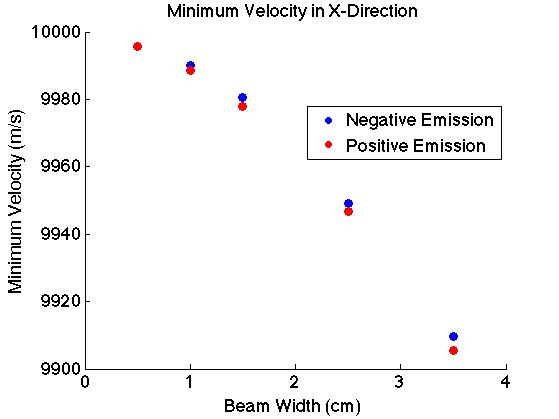 Minimum Velocity in X-Direction
10000
9980
9960
9940
9920
9900
Minimum Velocity (m/s)
Negative Emission
Positive Emission
0 1 2 3 4
Beam Width (cm)